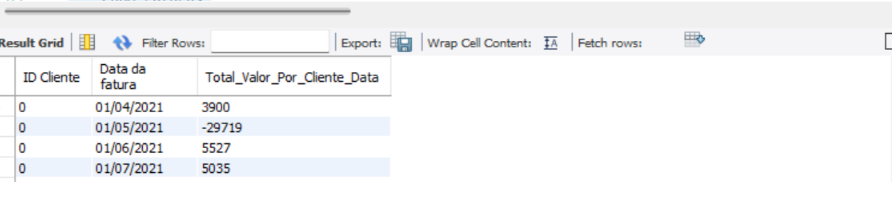 Result Grid Filter Rows: Export: Wrap Cell Content: Fetch rows:
ID Cliente Data da fatura Total_Valor_Por_Cliente_Data
0 01/04/2021 3900
0 01/05/2021 -29719
0 01/06/2021 5527
0 01/07/2021 5035